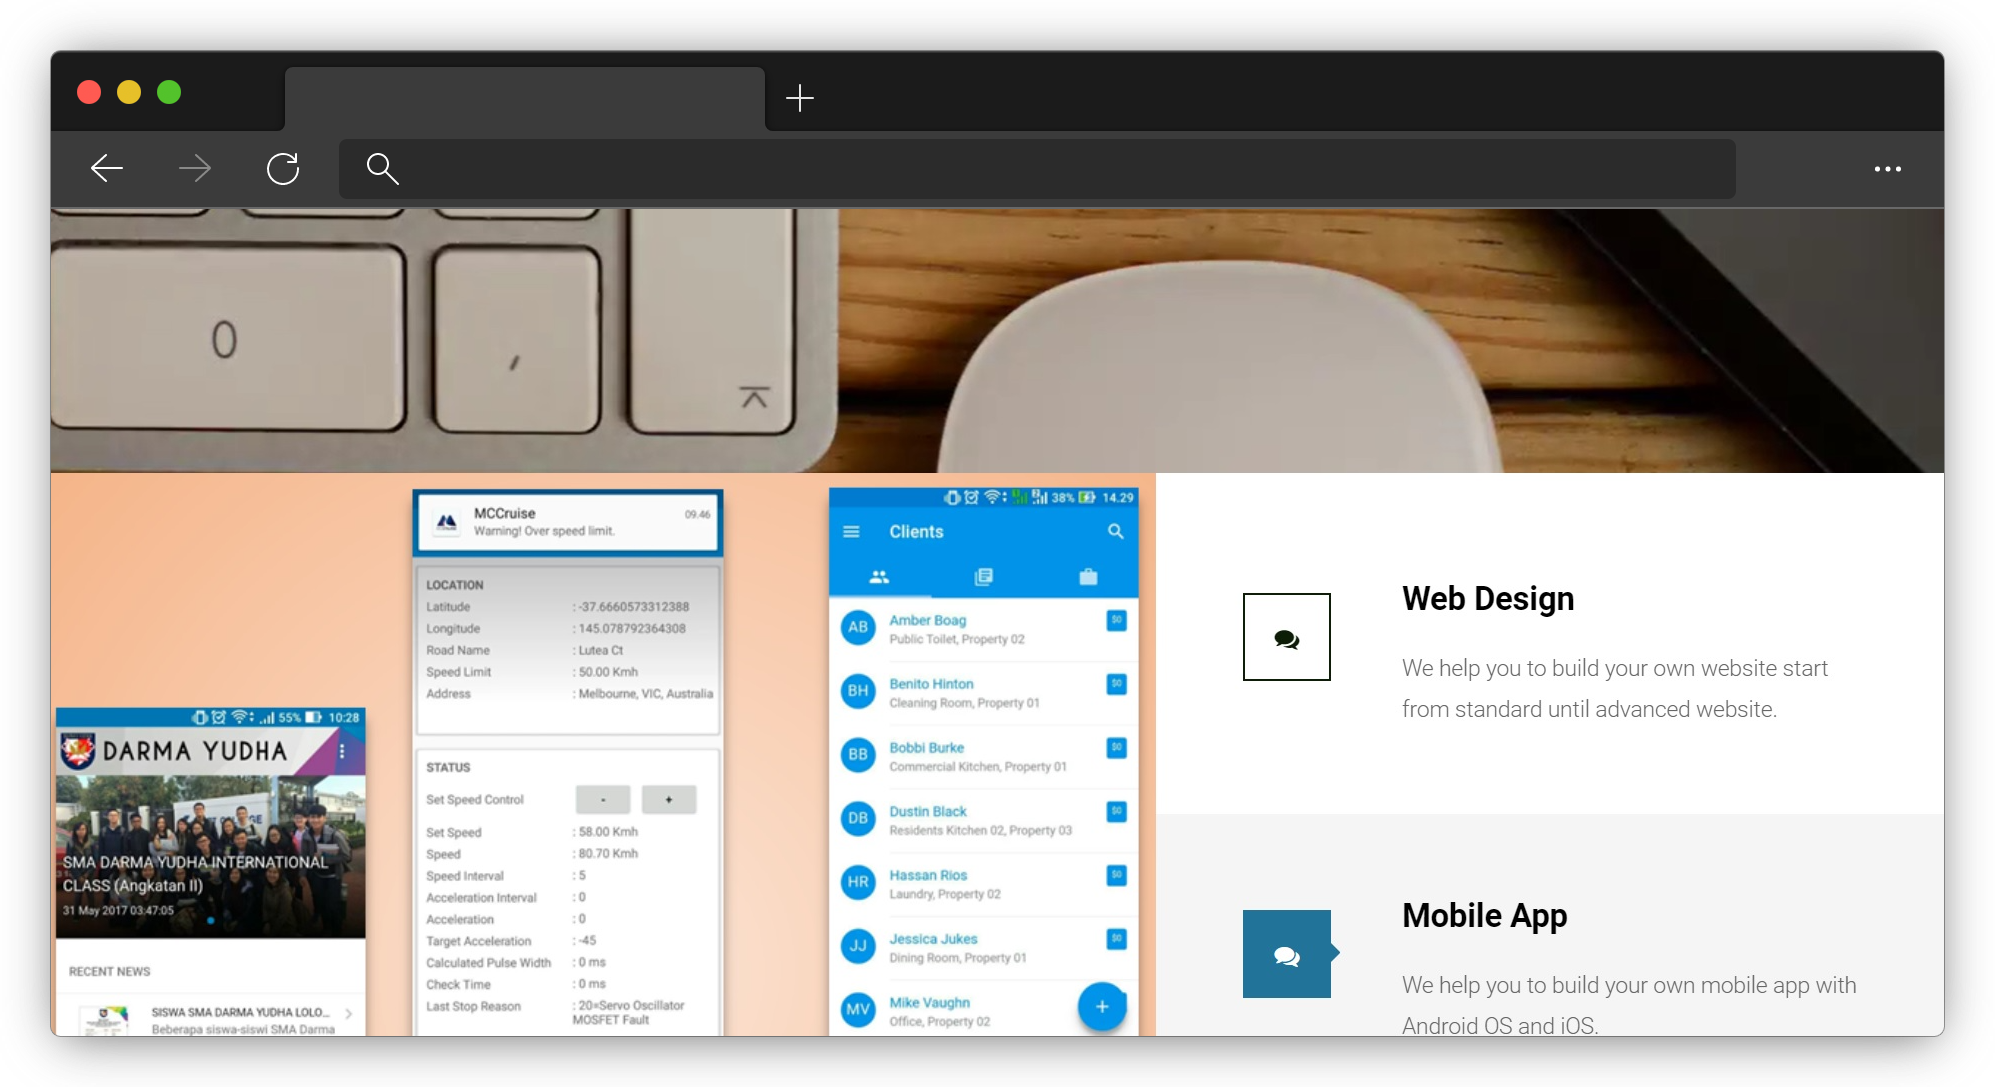 0
,
MCCruise
09.46
Warning! Over speed limit.
LOCATION
Latitude : -37.6660573312388
Longitude : 145.078792364308
Road Name : Lutea Ct
Speed Limit : 50.00 Kmh
Address : Melbourne, VIC, Australia
STATUS
Set Speed Control - +
Set Speed : 58.00 Kmh
Speed : 80.70 Kmh
Speed Interval : 5
Acceleration Interval : 0
Acceleration : 0
Target Acceleration : -45
Calculated Pulse Width : 0 ms
Check Time : 0 ms
Last Stop Reason : 20=Servo Oscillator
MOSFET Fault
55% 10:28
DARMA YUDHA
SMA DARMA YUDHA INTERNATIONAL
CLASS (Angkatan II)
31 May 2017 03:47:05
RECENT NEWS
SISWA SMA DARMA YUDHA LOLO...
Beberapa siswa-siswi SMA Darma
38% 14.29
Clients
AB Amber Boag $0
Public Toilet, Property 02
BH Benito Hinton $0
Cleaning Room, Property 01
BB Bobbi Burke $0
Commercial Kitchen, Property 01
DB Dustin Black $0
Residents Kitchen 02, Property 03
HR Hassan Rios $0
Laundry, Property 02
JJ Jessica Jukes $0
Dining Room, Property 01
MV Mike Vaughn
Office, Property 02
+
Web Design
We help you to build your own website start
from standard until advanced website.
Mobile App
We help you to build your own mobile app with
Android OS and iOS.